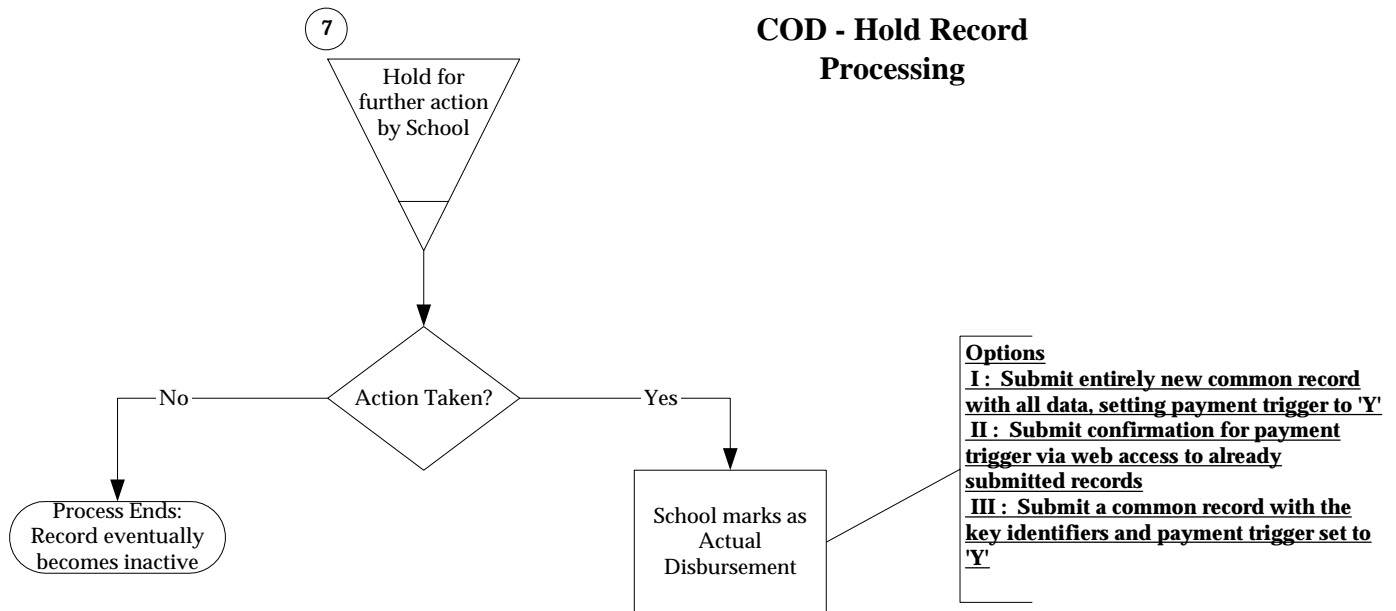 7
COD - Hold Record
Processing
Hold for
further action
by School
Action Taken?
No
Yes
Process Ends:
Record eventually
becomes inactive
School marks as
Actual
Disbursement
Options
I : Submit entirely new common record
with all data, setting payment trigger to 'Y'
II : Submit confirmation for payment
trigger via web access to already
submitted records
III : Submit a common record with the
key identifiers and payment trigger set to
'Y'